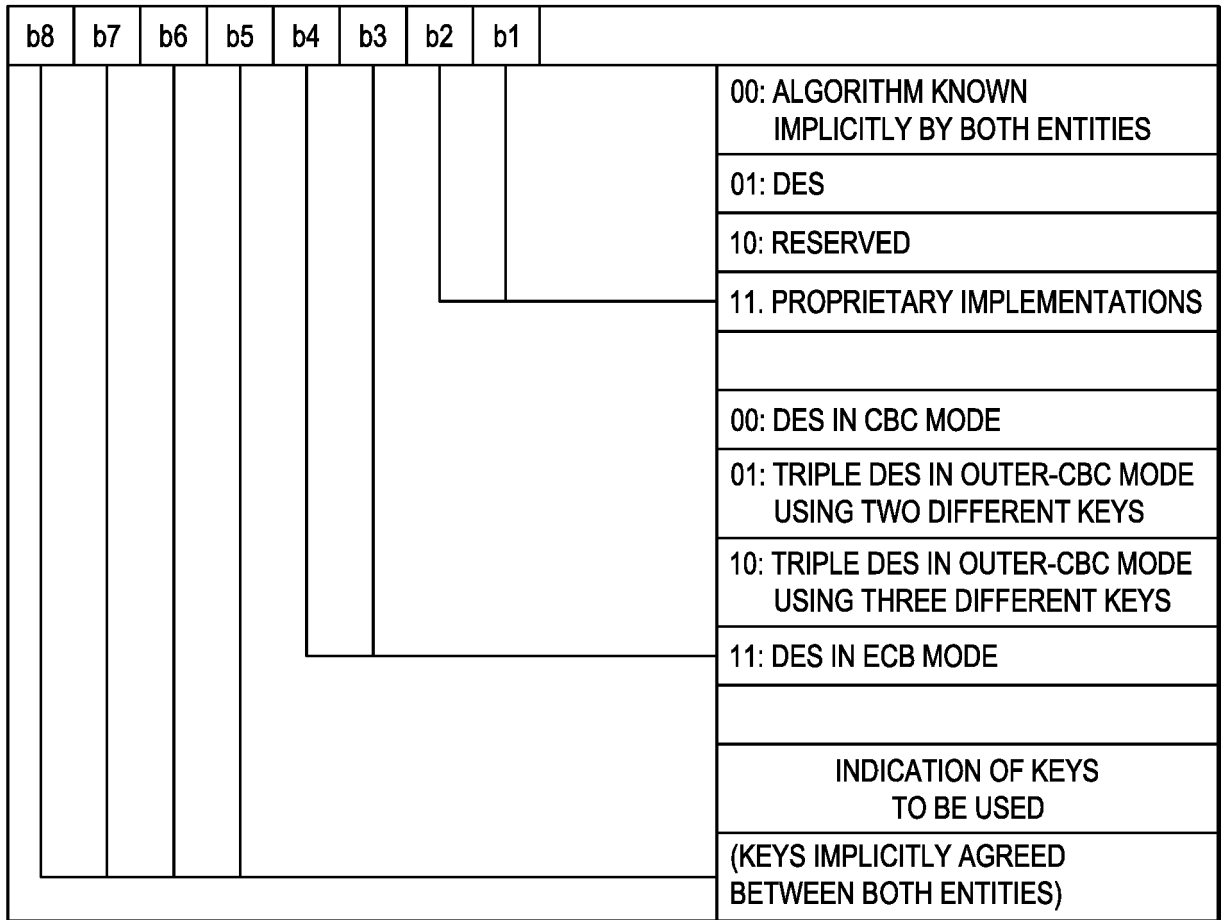 b8 b7 b6 b5 b4 b3 b2 b1
00: ALGORITHM KNOWN
IMPLICITLY BY BOTH ENTITIES
01: DES
10: RESERVED
11. PROPRIETARY IMPLEMENTATIONS
00: DES IN CBC MODE
01: TRIPLE DES IN OUTER-CBC MODE
USING TWO DIFFERENT KEYS
10: TRIPLE DES IN OUTER-CBC MODE
USING THREE DIFFERENT KEYS
11: DES IN ECB MODE
INDICATION OF KEYS
TO BE USED
(KEYS IMPLICITLY AGREED
BETWEEN BOTH ENTITIES)